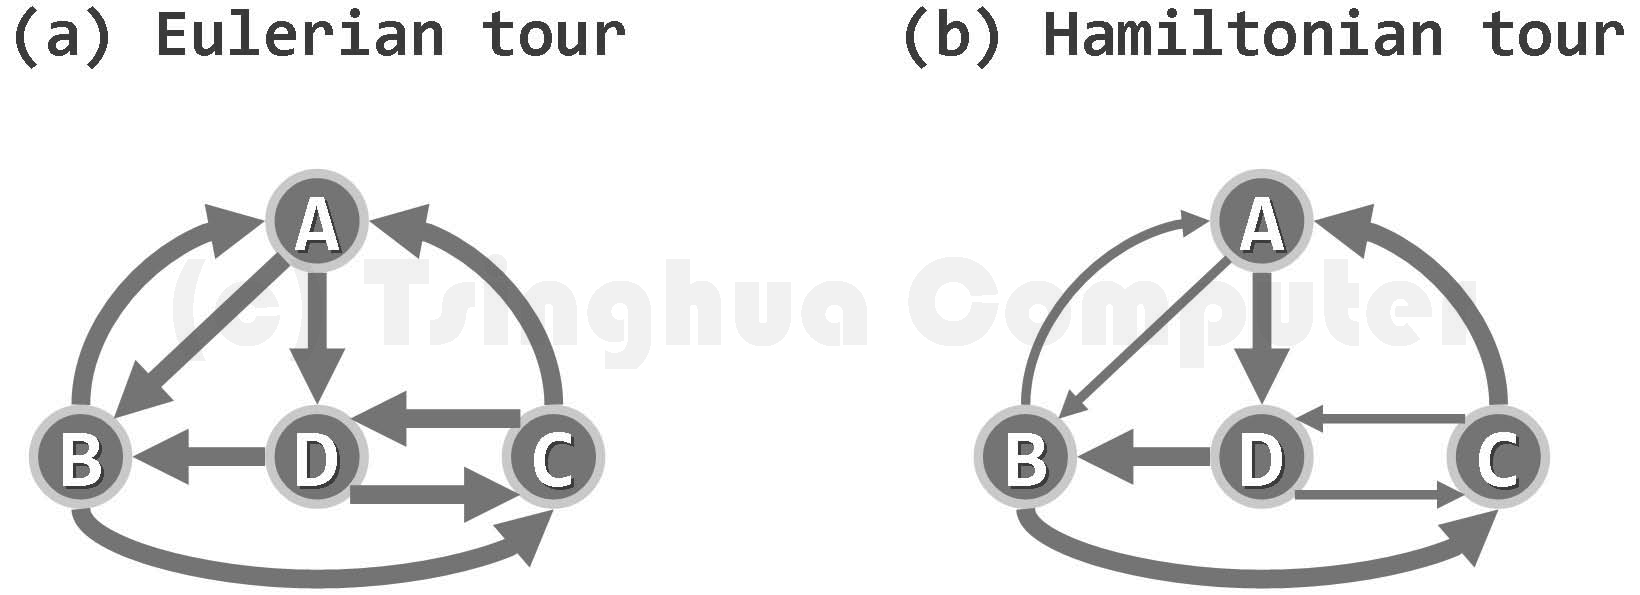 (a) Eulerian tour
(b) Hamiltonian tour
A
A
(c) Tsinghua Computer
B
D
C
B
D
C